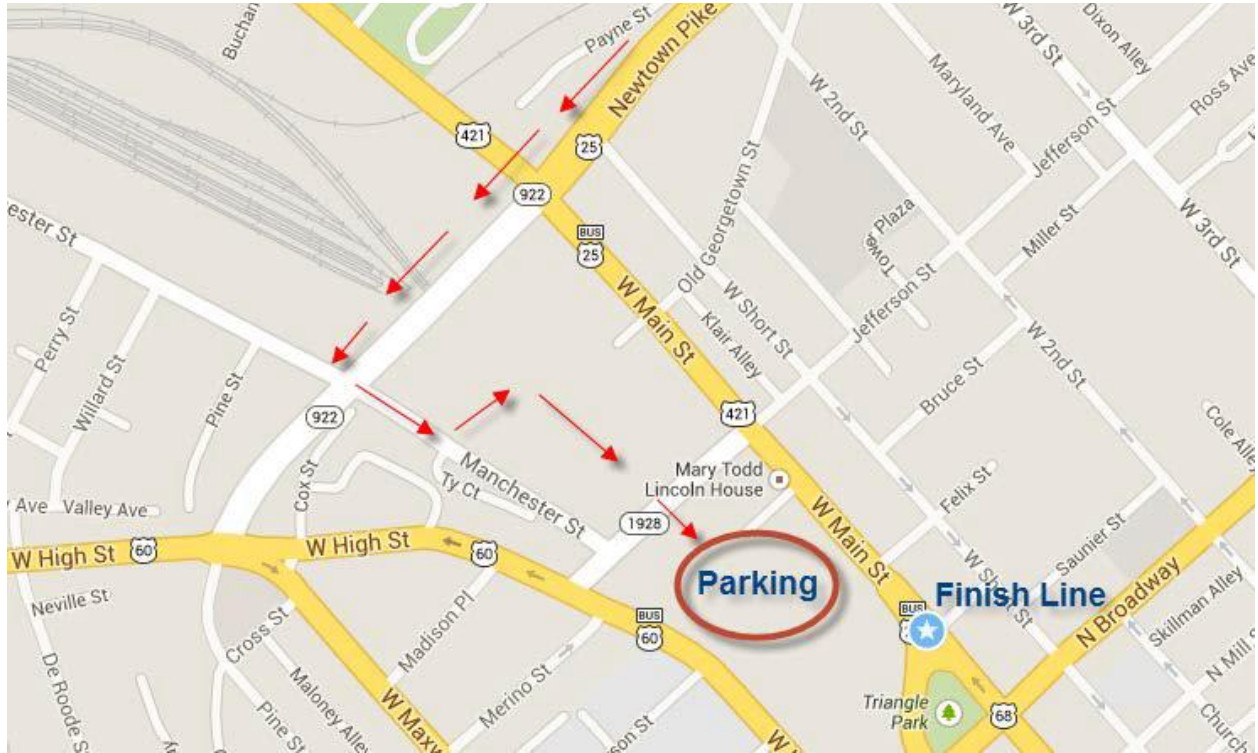 Buchan
Payne St
Newtown Pike
W 3rd St
Dixon Alley
Ross Ave
Maryland Ave
W 2nd St
Jefferson St
421
25
922
Old Georgetown St
Tower Plaza
Miller St
W 3rd St
ester St
BUS
25
W Main St
W Short St
Klair Alley
Jefferson St
W 2nd St
Bruce St
Perry St
Willard St
Pine St
922
421
Cole Alle
Mary Todd
Lincoln House
Manchester St
Ty Ct
Cox St
Felix St
Saunier St
Ave
Valley Ave
1928
W Main St
W Short St
N Broadway
W High St
60
W High St
60
Parking
Finish Line
BUS
Skillman Alley
Neville St
Cross St
Madison Pl
BUS
60
Merino St
N Mill
De Roode S
Maloney Alley
Pine St
W Maxw
son St
W H
Triangle
Park
68
Church